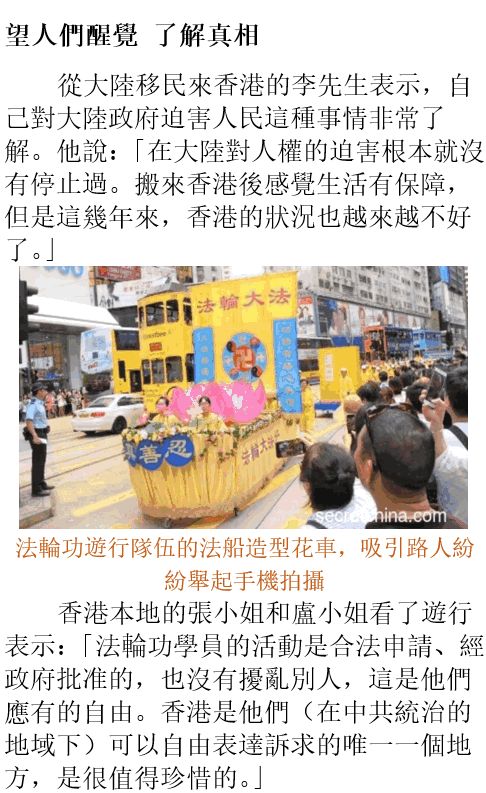 望人們醒覺 了解真相
從大陸移民來香港的李先生表示，自
己對大陸政府迫害人民這種事情非常了
解。他說：「在大陸對人權的迫害根本就沒
有停止過。搬來香港後感覺生活有保障，
但是這幾年來，香港的狀況也越來越不好
了。」
法輪大法
真善忍
法輪大法
secretchina.com
法輪功遊行隊伍的法船造型花車，吸引路人紛
紛舉起手機拍攝
香港本地的張小姐和盧小姐看了遊行
表示：「法輪功學員的活動是合法申請、經
政府批准的，也沒有擾亂別人，這是他們
應有的自由。香港是他們（在中共統治的
地域下）可以自由表達訴求的唯一一個地
方，是很值得珍惜的。」